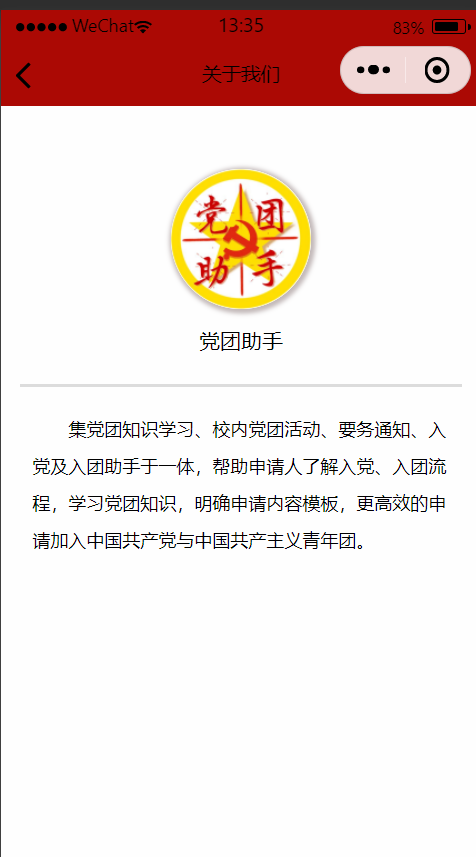 WeChat 13:35 83%
关于我们
党团
助手
党团助手
集党团知识学习、校内党团活动、要务通知、入
党及入团助手于一体，帮助申请人了解入党、入团流
程，学习党团知识，明确申请内容模板，更高效的申
请加入中国共产党与中国共产主义青年团。